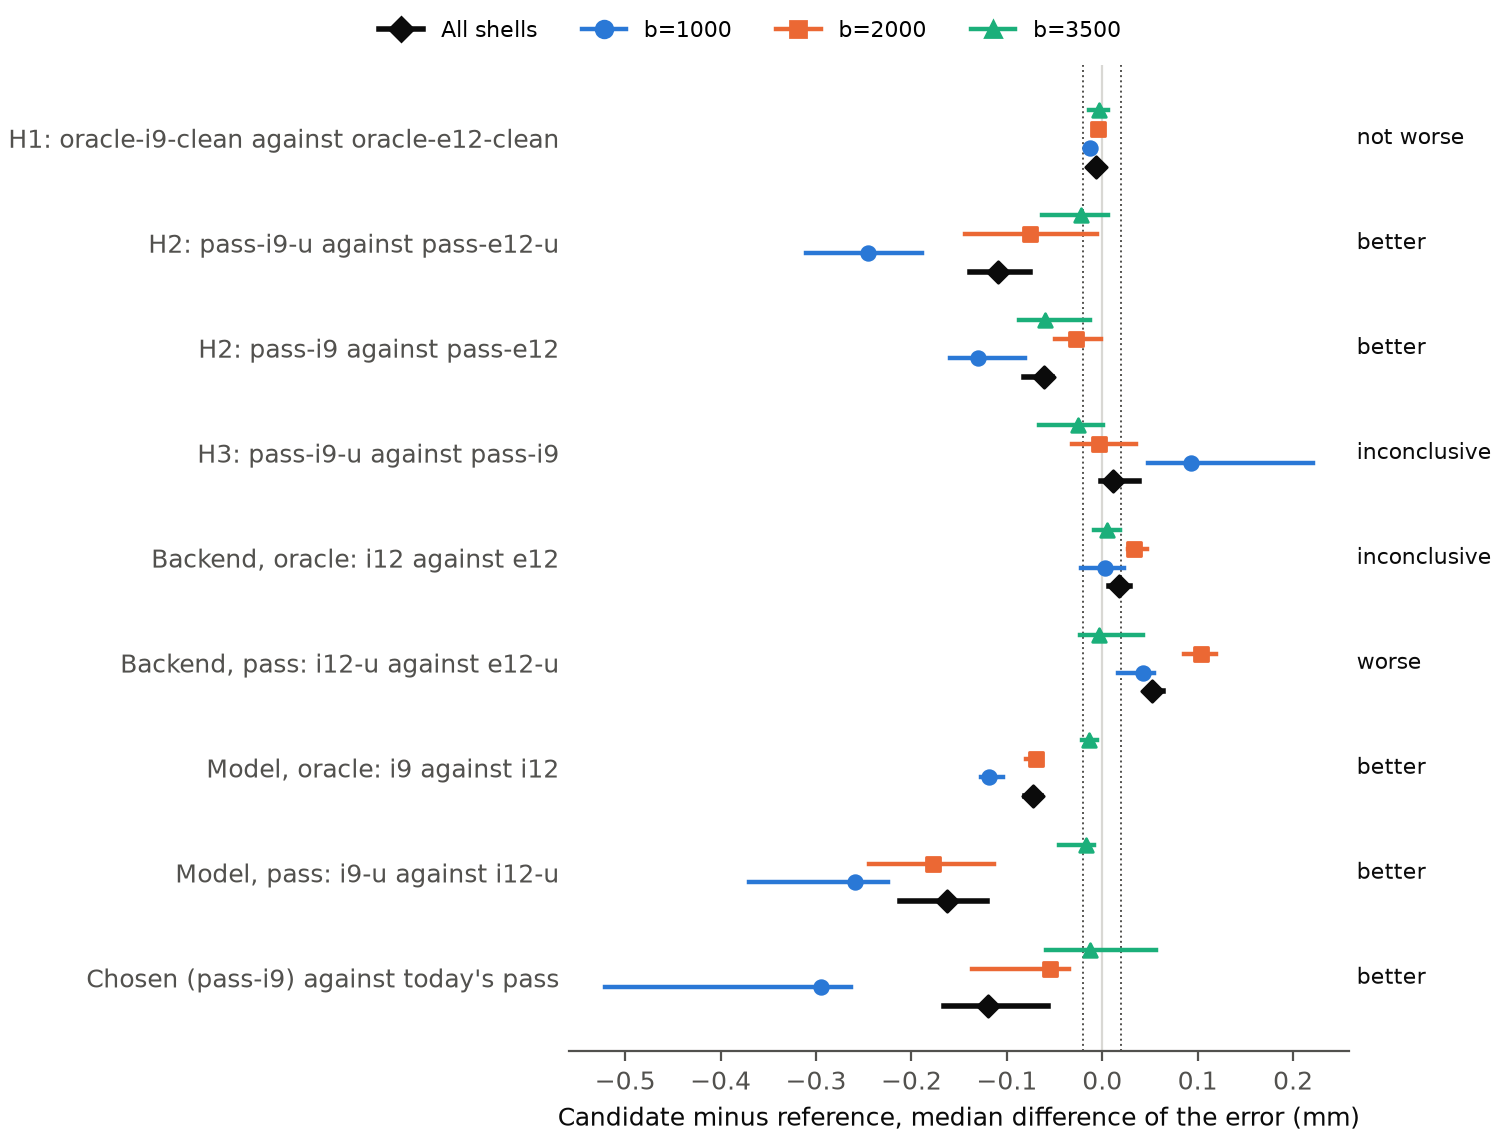 All shells b=1000 b=2000 b=3500
H1: oracle-i9-clean against oracle-e12-clean not worse
H2: pass-i9-u against pass-e12-u better
H2: pass-i9 against pass-e12 better
H3: pass-i9-u against pass-i9 inconclusive
Backend, oracle: i12 against e12 inconclusive
Backend, pass: i12-u against e12-u worse
Model, oracle: i9 against i12 better
Model, pass: i9-u against i12-u better
Chosen (pass-i9) against today's pass better
−0.5 −0.4 −0.3 −0.2 −0.1 0.0 0.1 0.2
Candidate minus reference, median difference of the error (mm)